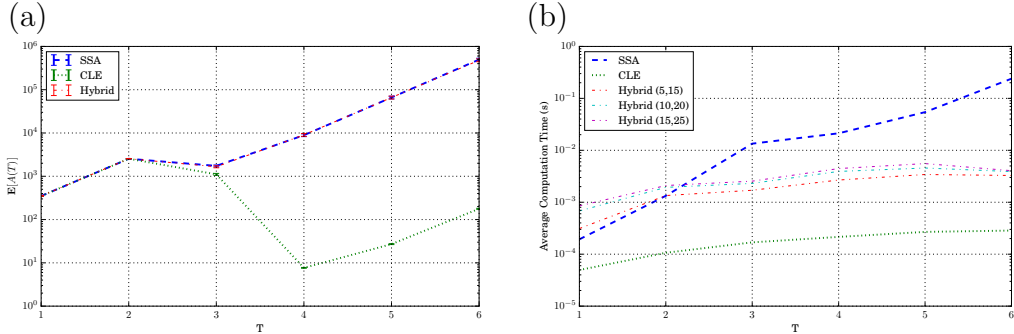 (a)
E[A(T)]
10^6
10^5
10^4
10^3
10^2
10^1
10^0
SSA
CLE
Hybrid
1 2 3 4 5 6
T
(b)
Average Computation Time (s)
10^0
10^−1
10^−2
10^−3
10^−4
10^−5
SSA
CLE
Hybrid (5,15)
Hybrid (10,20)
Hybrid (15,25)
1 2 3 4 5 6
T